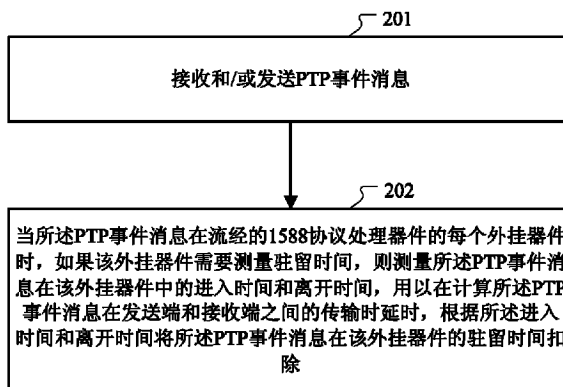 201
接收和/或发送PTP事件消息
202
当所述PTP事件消息在流经的1588协议处理器件的每个外挂器件
时，如果该外挂器件需要测量驻留时间，则测量所述PTP事件消
息在该外挂器件中的进入时间和离开时间，用以在计算所述PTP
事件消息在发送端和接收端之间的传输时延时，根据所述进入
时间和离开时间将所述PTP事件消息在该外挂器件的驻留时间扣
除